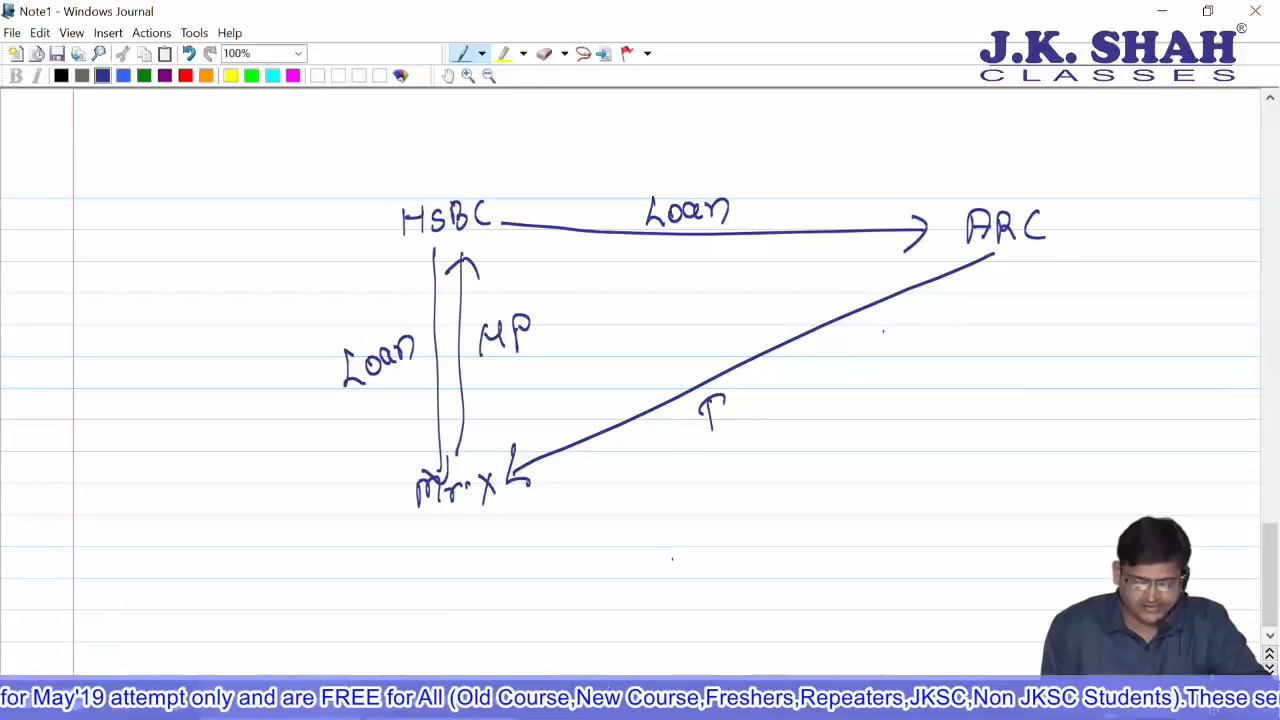 Note1 - Windows Journal
File Edit View Insert Actions Tools Help
100%
B I
J.K. SHAH®
CLASSES
HSBC Loan ARC
Loan HP
Mr. X
for May'19 attempt only and are FREE for All (Old Course,New Course,Freshers,Repeaters,JKSC,Non JKSC Students).These se